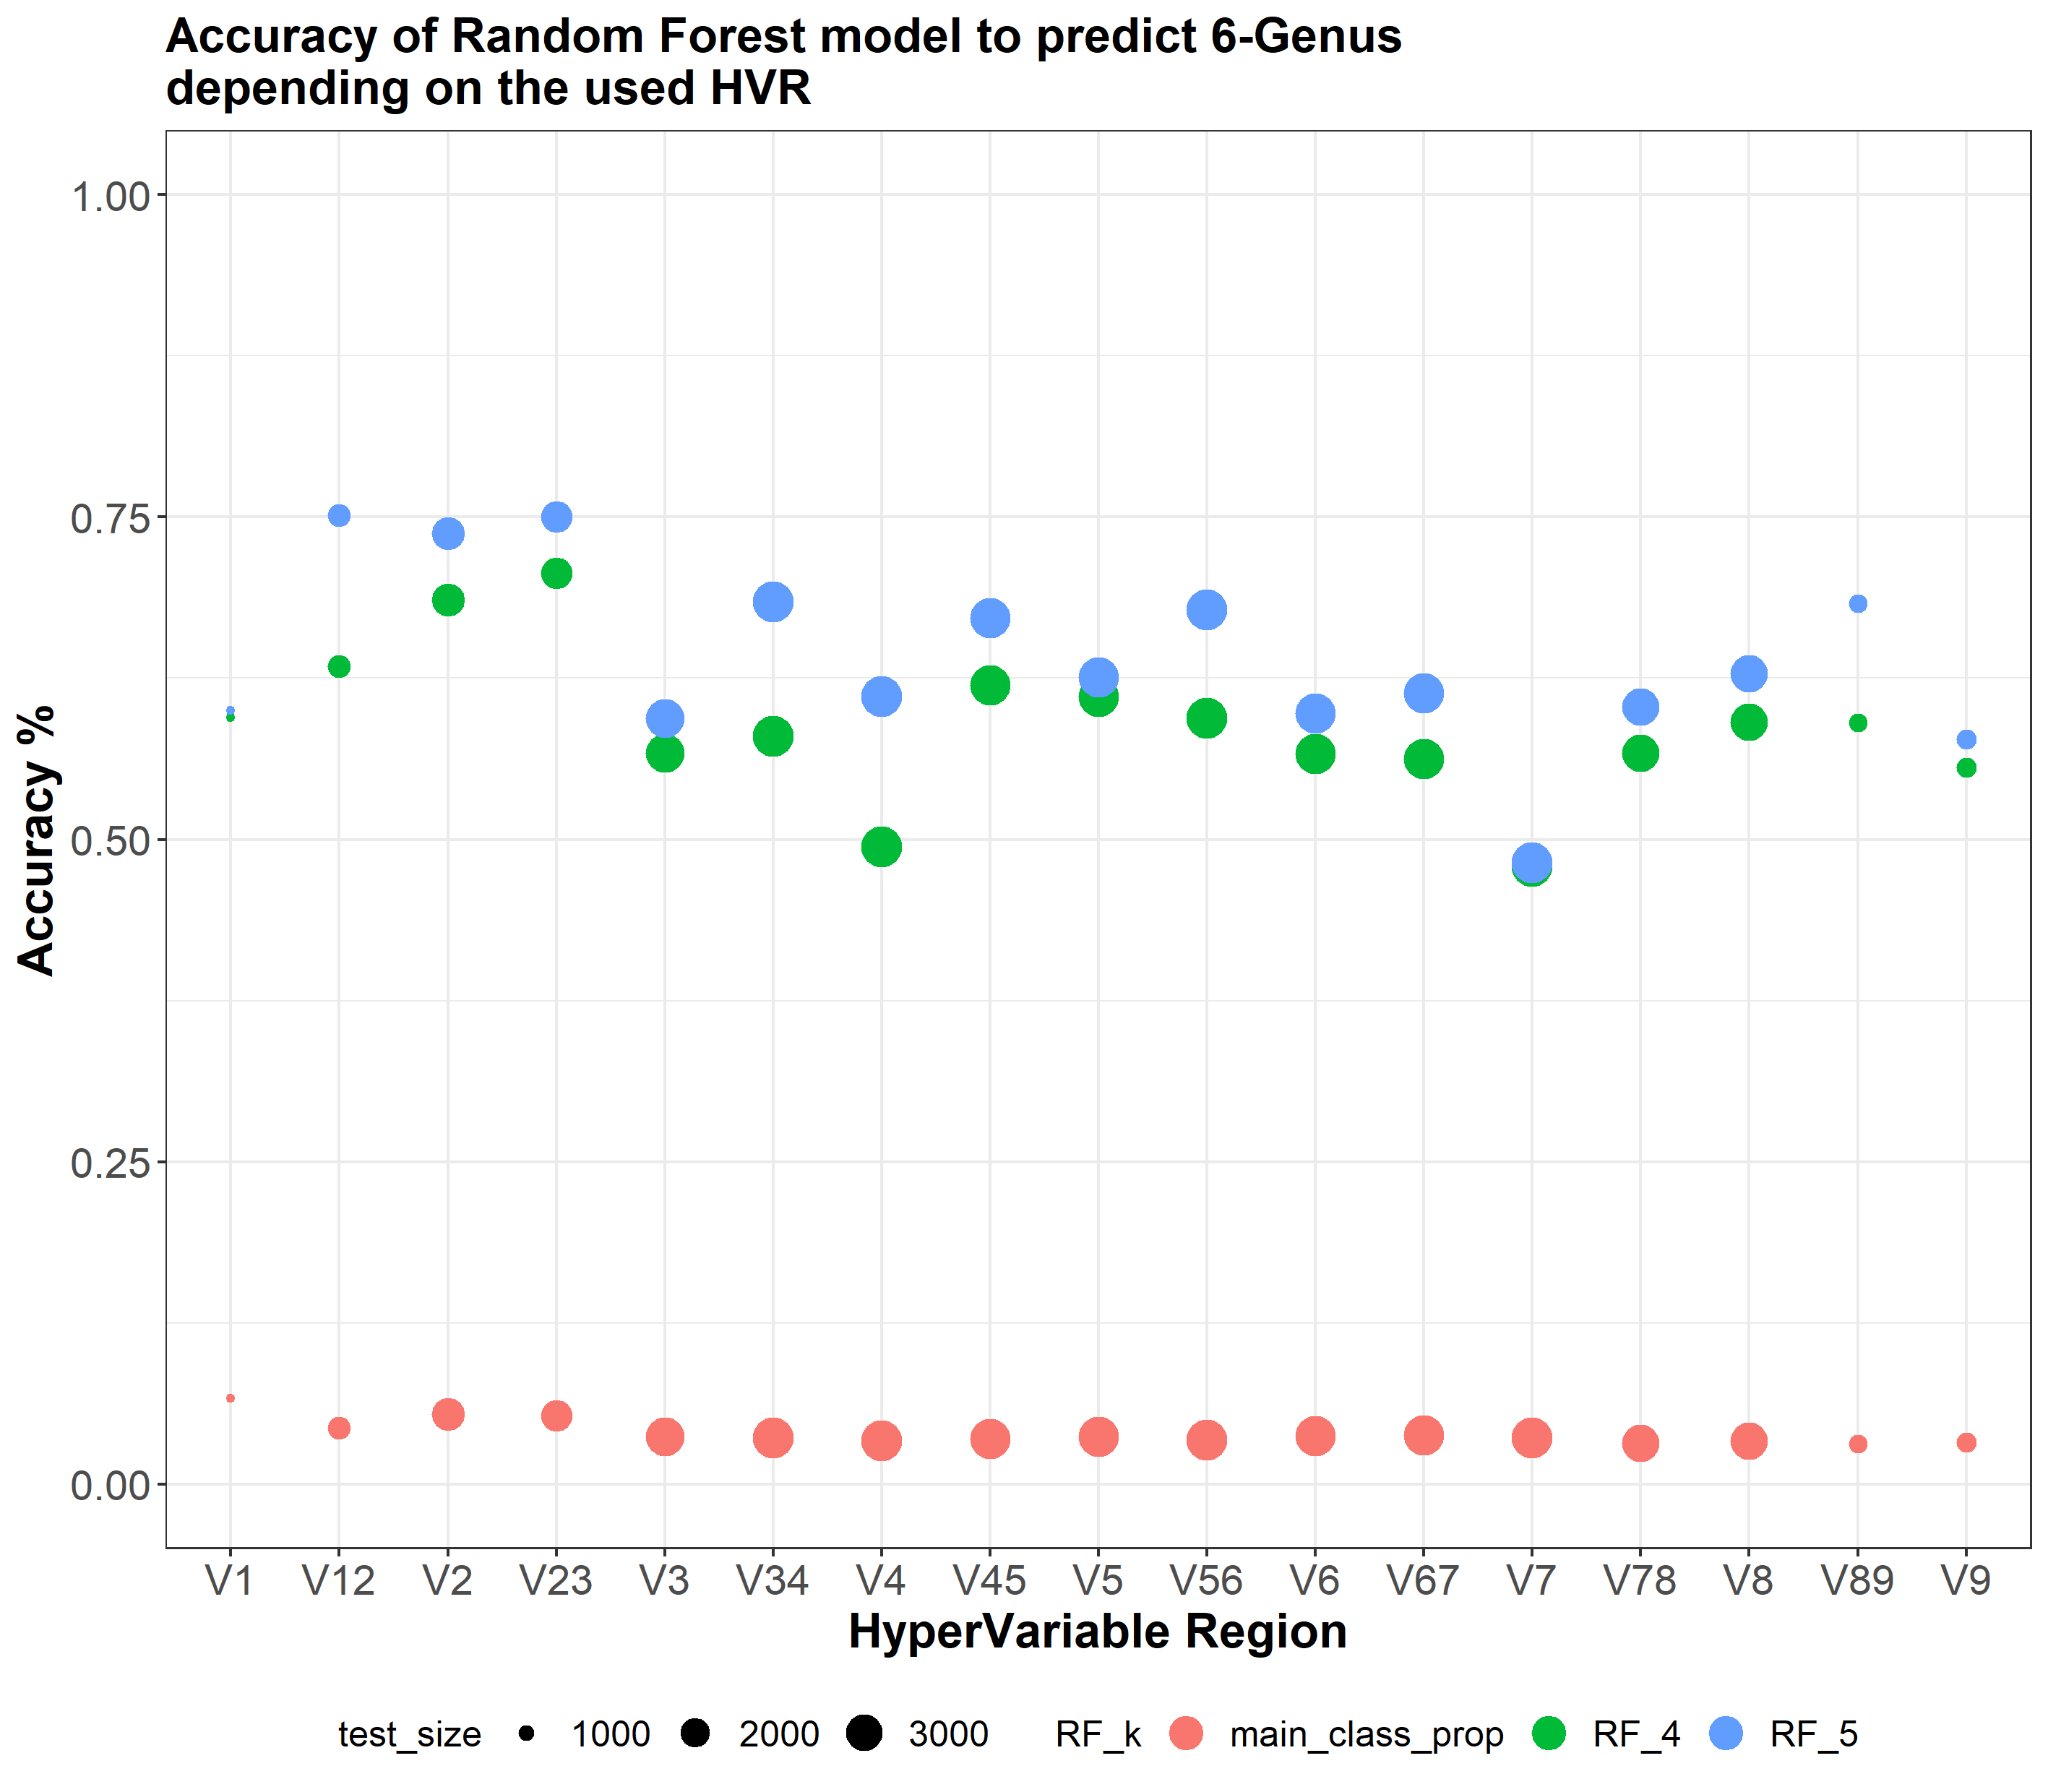 Accuracy of Random Forest model to predict 6-Genus
depending on the used HVR
Accuracy %
1.00
0.75
0.50
0.25
0.00
V1 V12 V2 V23 V3 V34 V4 V45 V5 V56 V6 V67 V7 V78 V8 V89 V9
HyperVariable Region
test_size 1000 2000 3000 RF_k main_class_prop RF_4 RF_5